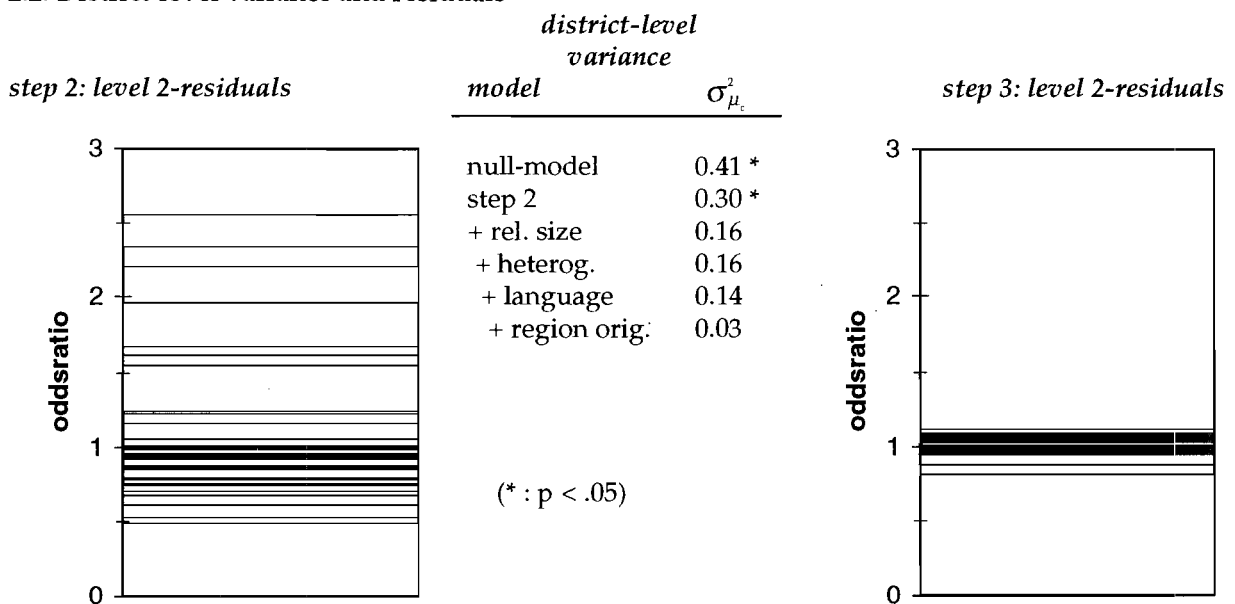 district-level
variance
step 2: level 2-residuals
model σ²μc
step 3: level 2-residuals
3
2
1
0
oddsratio
null-model 0.41 *
step 2 0.30 *
+ rel. size 0.16
+ heterog. 0.16
+ language 0.14
+ region orig. 0.03
(* : p < .05)
3
2
1
0
oddsratio